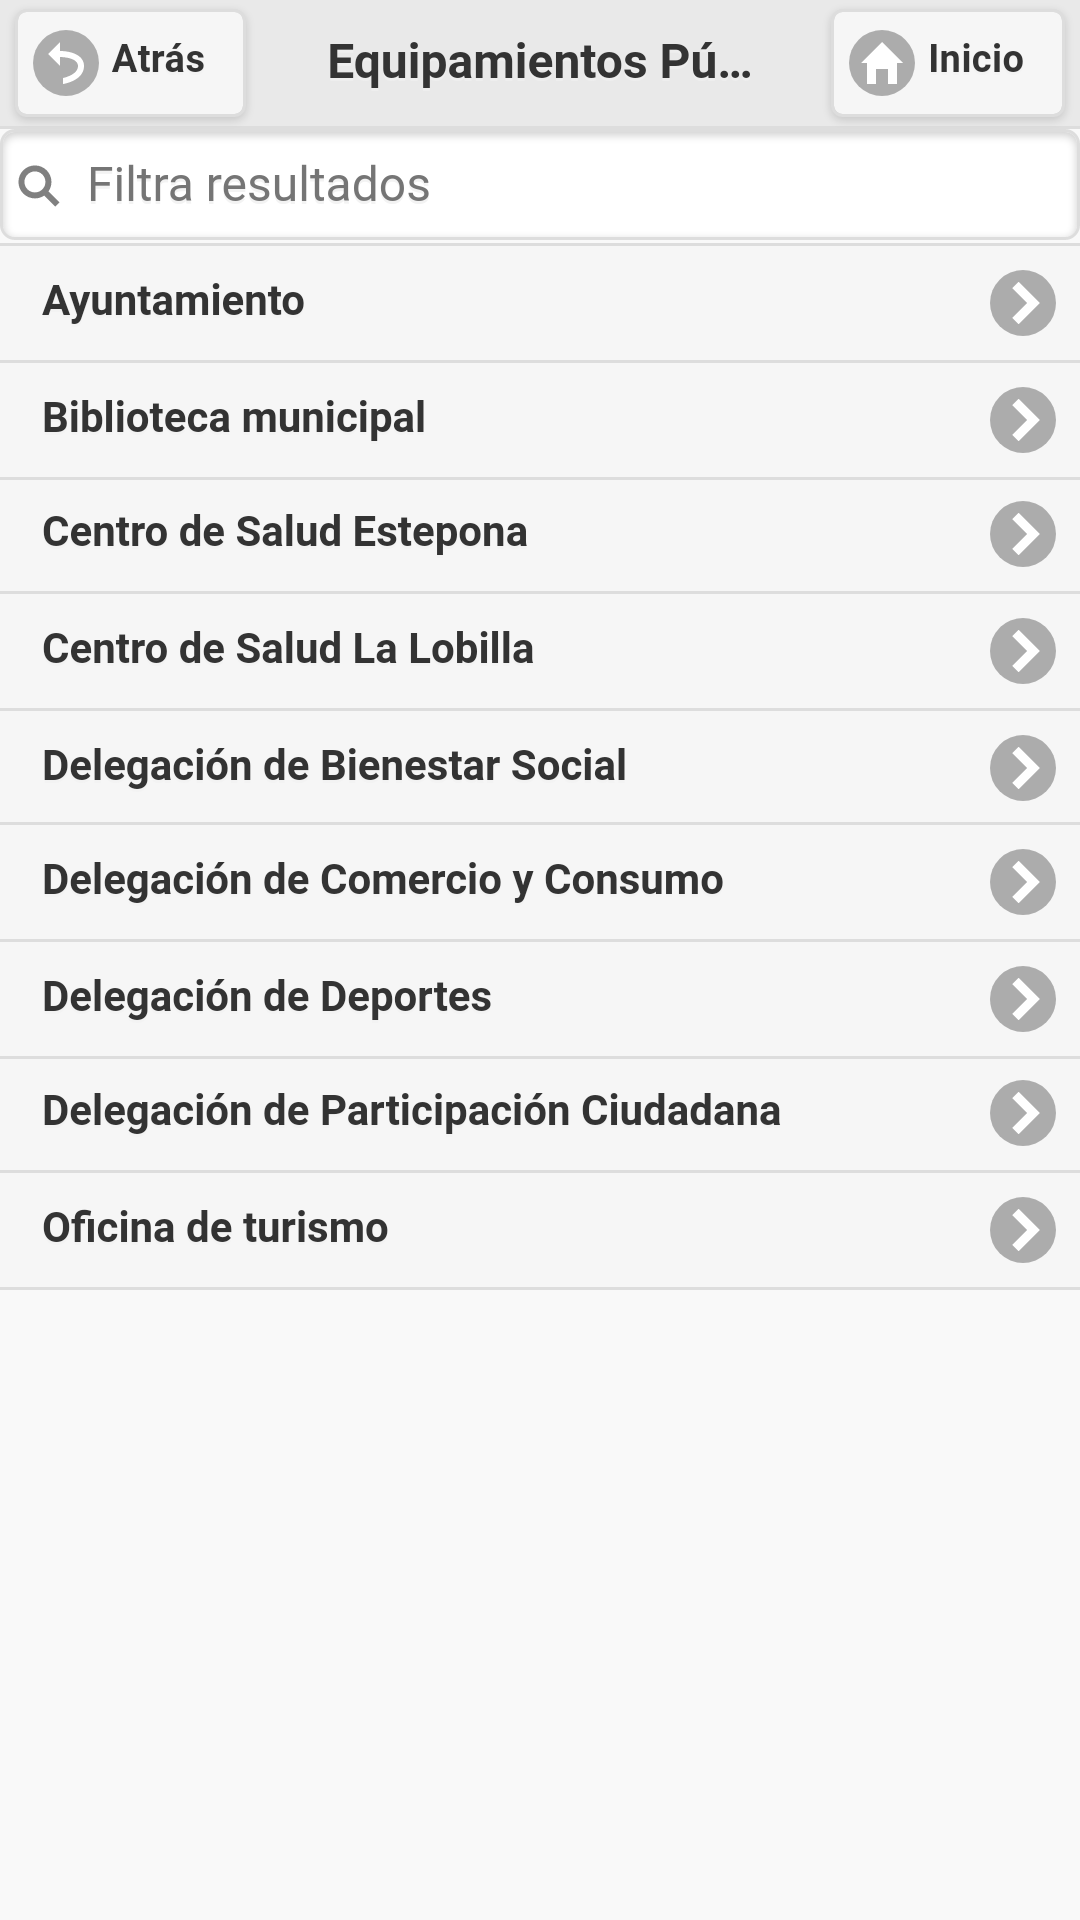 Atrás
Equipamientos Pú...
Inicio
Filtra resultados
Ayuntamiento
Biblioteca municipal
Centro de Salud Estepona
Centro de Salud La Lobilla
Delegación de Bienestar Social
Delegación de Comercio y Consumo
Delegación de Deportes
Delegación de Participación Ciudadana
Oficina de turismo